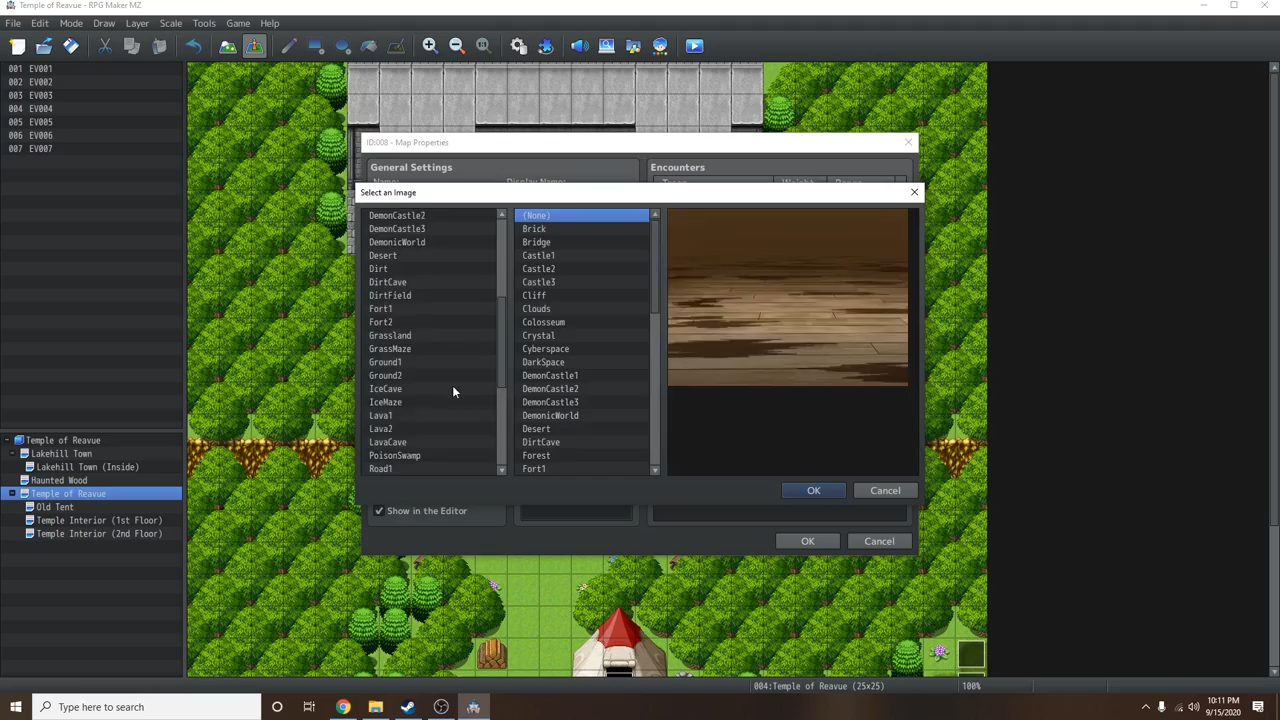 Temple of Reavue - RPG Maker MZ
File Edit Mode Draw Layer Scale Tools Game Help
001 EV001
002 EV002
003 EV003
004 EV004
005 EV005
006 EV006
007 EV007
Temple of Reavue
Lakehill Town
Lakehill Town (Inside)
Haunted Wood
Temple of Reavue
Old Tent
Temple Interior (1st Floor)
Temple Interior (2nd Floor)
ID:008 - Map Properties
General Settings
Encounters
Name:
Display Name:
Troop
Weight
Range
Select an Image
DemonCastle2
DemonCastle3
DemonicWorld
Desert
Dirt
DirtCave
DirtField
Fort1
Fort2
Grassland
GrassMaze
Ground1
Ground2
IceCave
IceMaze
Lava1
Lava2
LavaCave
PoisonSwamp
Road1
(None)
Brick
Bridge
Castle1
Castle2
Castle3
Cliff
Clouds
Colosseum
Crystal
Cyberspace
DarkSpace
DemonCastle1
DemonCastle2
DemonCastle3
DemonicWorld
Desert
DirtCave
Forest
Fort1
OK
Cancel
Show in the Editor
OK
Cancel
004:Temple of Reavue (25x25)
100%
Type here to search
10:11 PM
9/15/2020